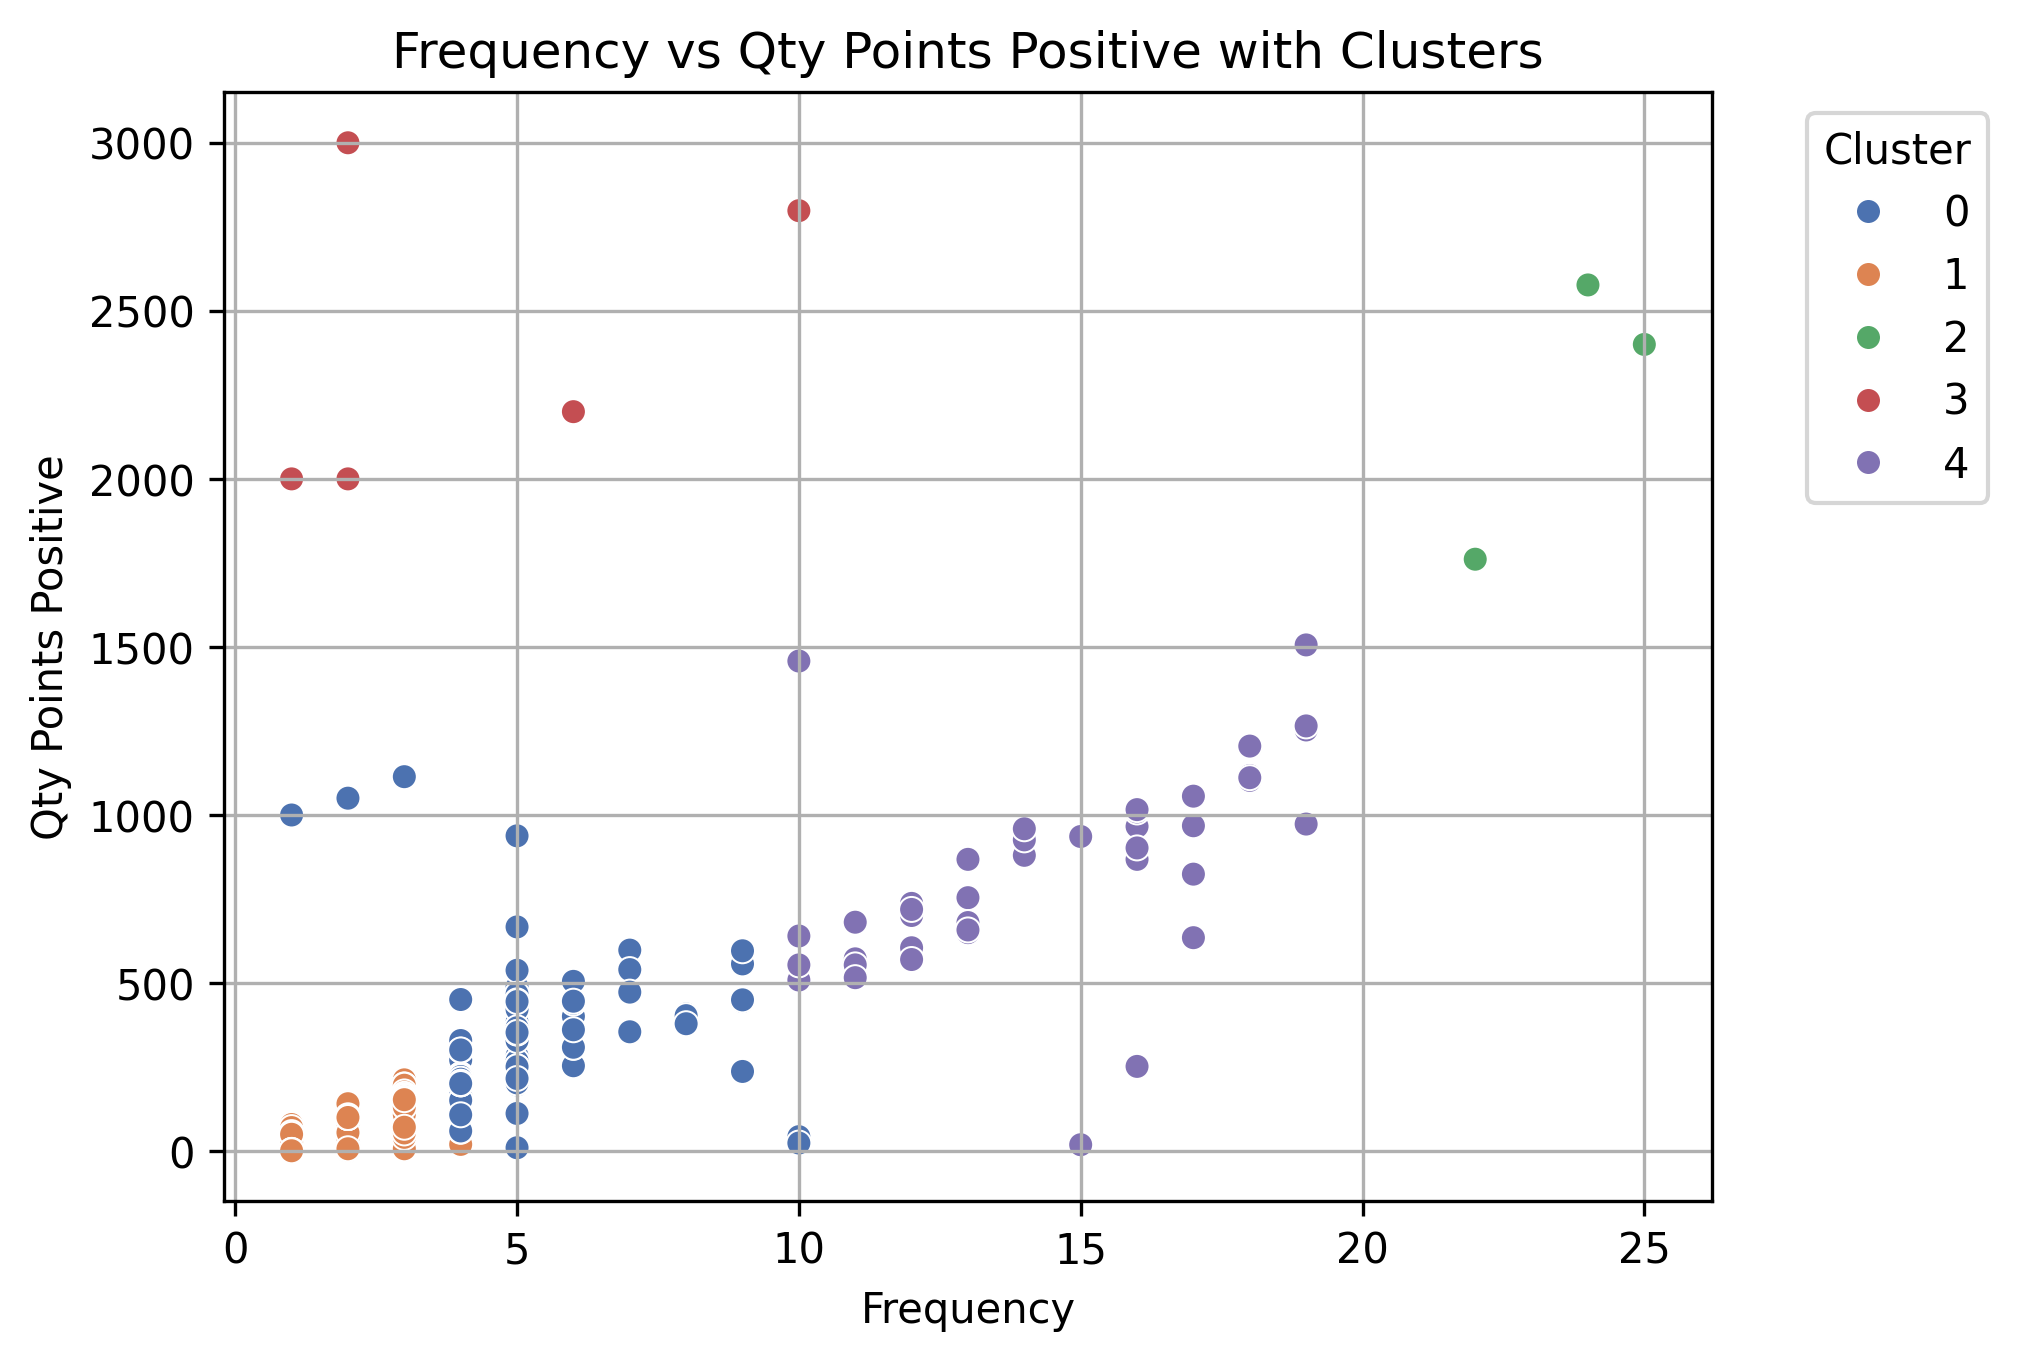 Frequency vs Qty Points Positive with Clusters
3000
2500
2000
1500
1000
500
0
Qty Points Positive
0 5 10 15 20 25
Frequency
Cluster
0
1
2
3
4